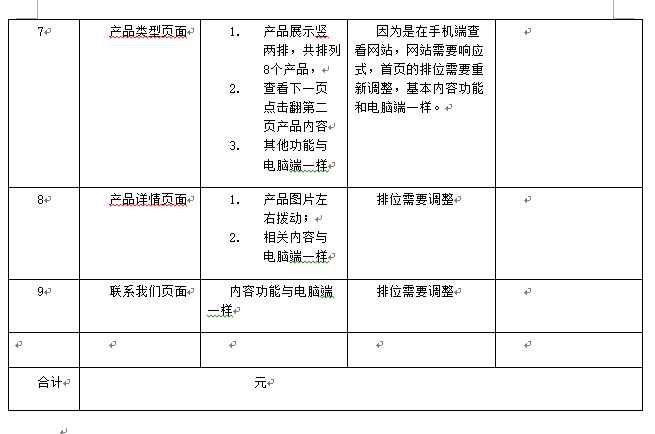 7
产品类型页面
1. 产品展示竖
两排，共排列
8个产品，
2. 查看下一页
点击翻第二
页产品内容
3. 其他功能与
电脑端一样
因为是在手机端查
看网站，网站需要响应
式，首页的排位需要重
新调整，基本内容功能
和电脑端一样。
8
产品详情页面
1. 产品图片左
右拨动；
2. 相关内容与
电脑端一样
排位需要调整
9
联系我们页面
内容功能与电脑端
一样
排位需要调整
合计
元